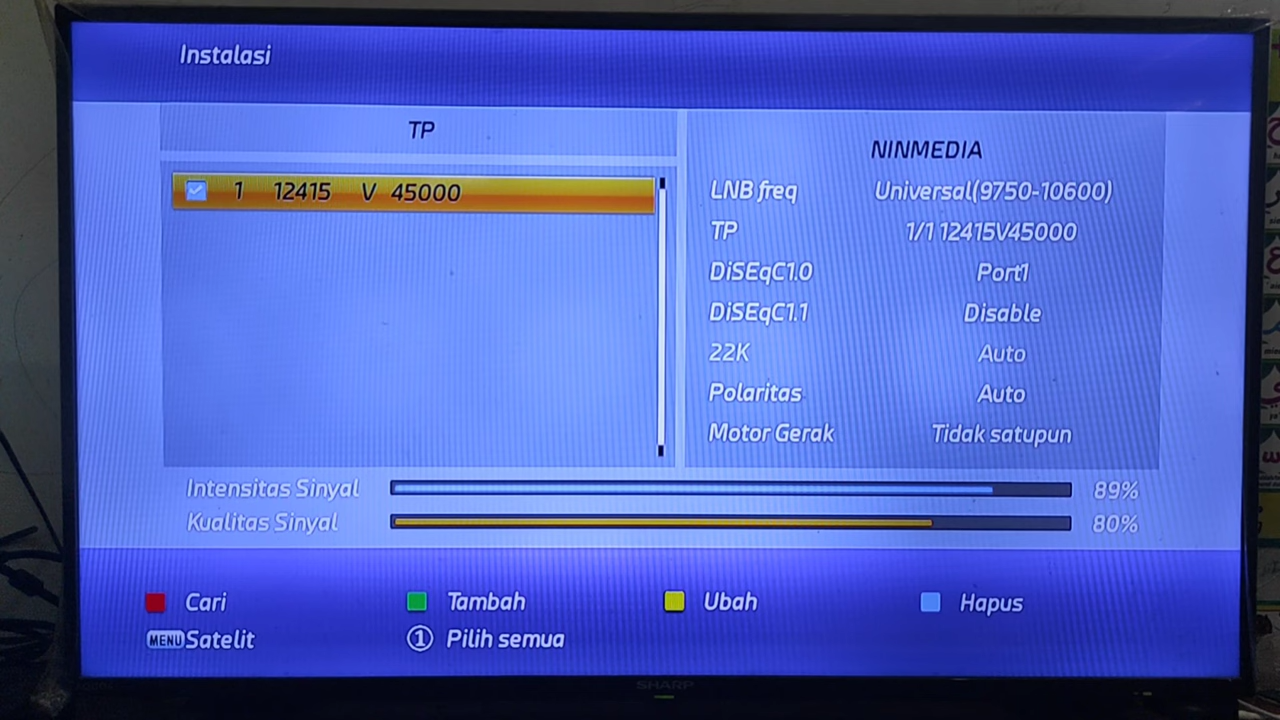 Instalasi
TP
1 12415 V 45000
NINMEDIA
LNB freq Universal(9750-10600)
TP 1/1 12415V45000
DiSEqC1.0 Port1
DiSEqC1.1 Disable
22K Auto
Polaritas Auto
Motor Gerak Tidak satupun
Intensitas Sinyal 89%
Kualitas Sinyal 80%
Cari Tambah Ubah Hapus
MENU Satelit 1 Pilih semua
SHARP